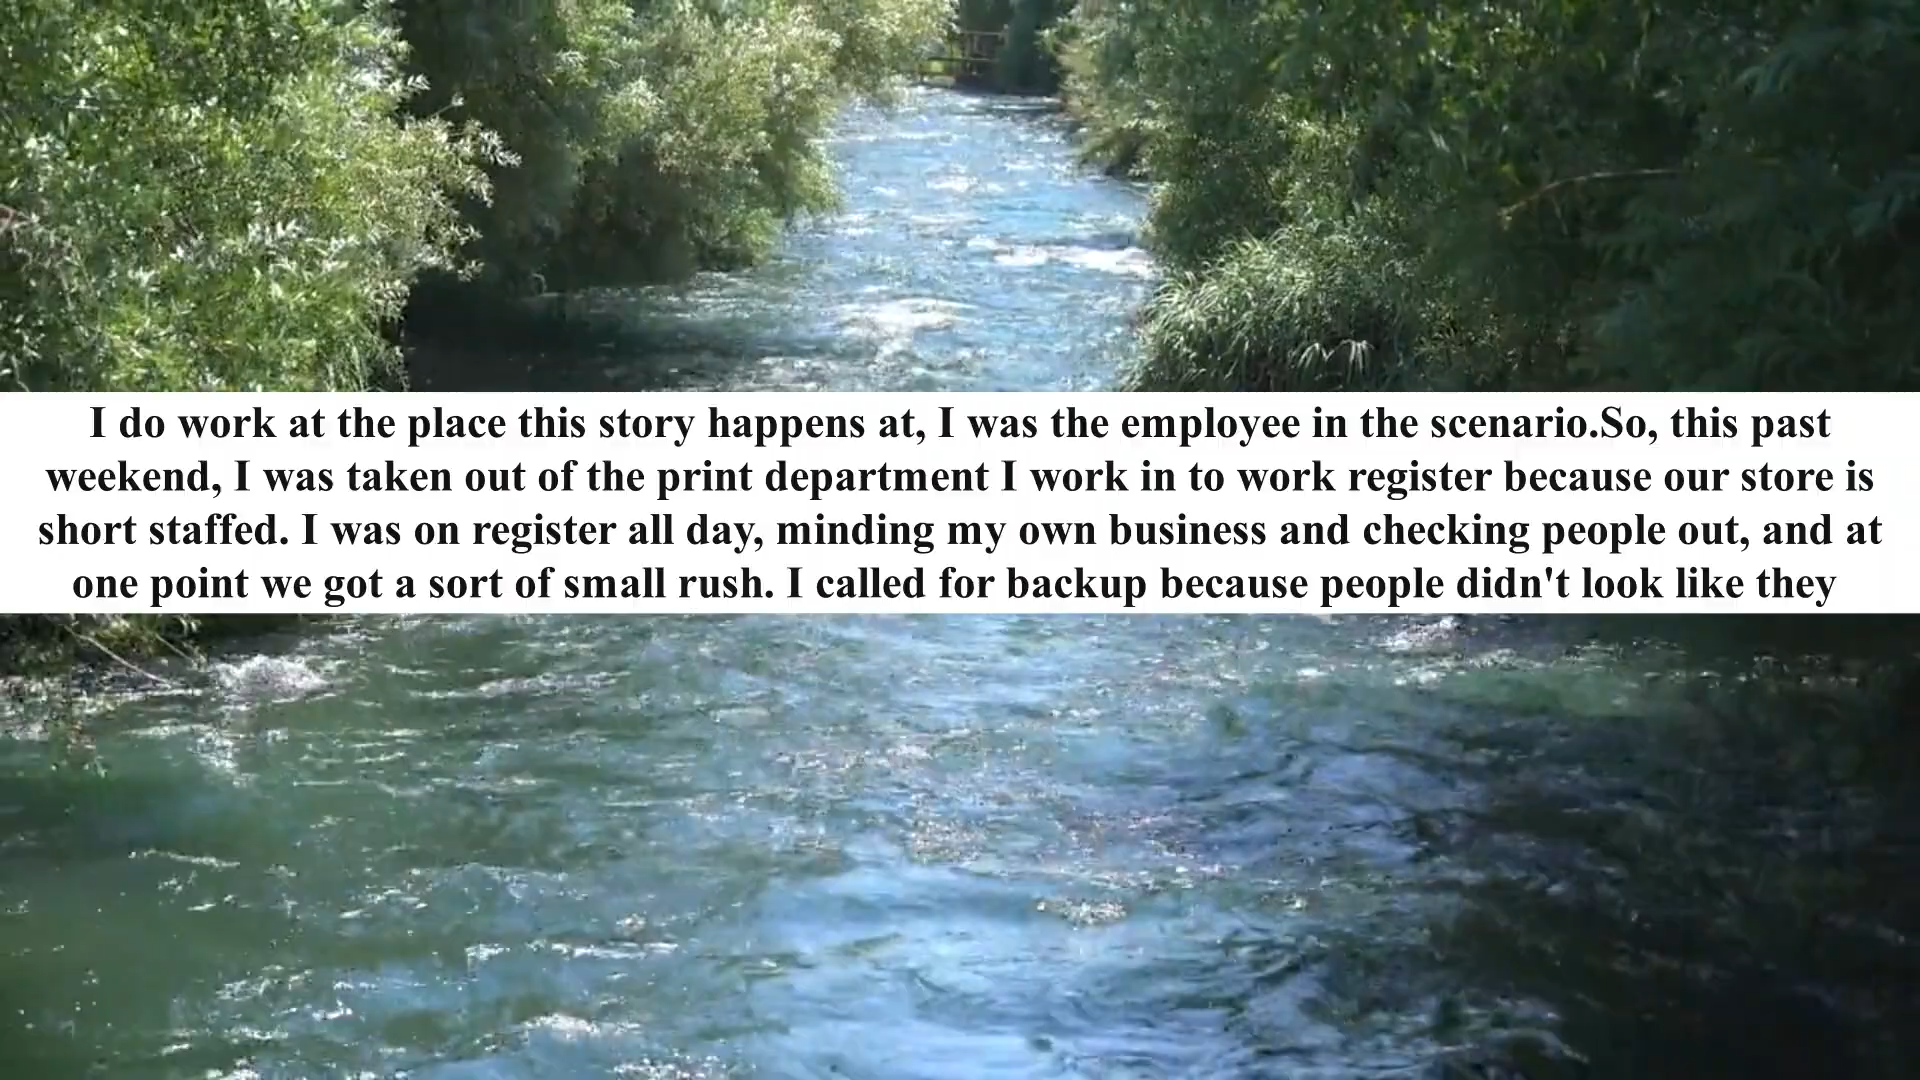 I do work at the place this story happens at, I was the employee in the scenario.So, this past
weekend, I was taken out of the print department I work in to work register because our store is
short staffed. I was on register all day, minding my own business and checking people out, and at
one point we got a sort of small rush. I called for backup because people didn't look like they